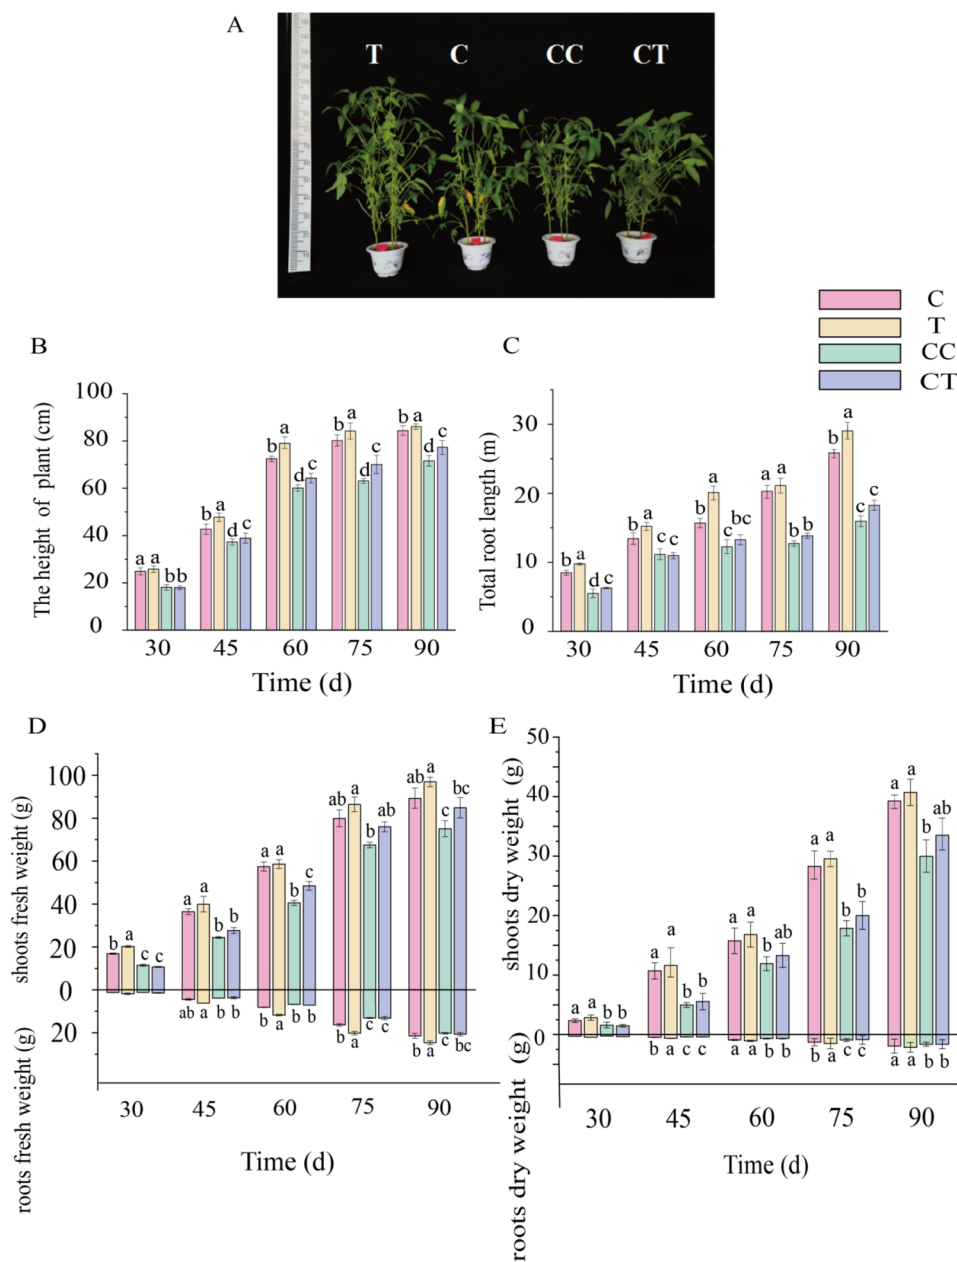 A
T C CC CT
C
T
CC
CT
B
The height of plant (cm)
100
80
60
40
20
0
a a b b
b a d c
b a d c
b a d c
b a d c
30 45 60 75 90
Time (d)
C
Total root length (m)
30
20
10
0
b a d c
b a c c
b a c bc
a a b b
b a c c
30 45 60 75 90
Time (d)
D
shoots fresh weight (g)
roots fresh weight (g)
100
80
60
40
20
0
20
b a c c
a a b b
a a b c
ab a b ab
ab a c bc
ab a b b
b a b b
b a c c
b a c bc
30 45 60 75 90
Time (d)
E
shoots dry weight (g)
roots dry weight (g)
50
40
30
20
10
0
10
a a b b
a a b b
a a b ab
a a b b
a a b ab
b a c c
a a b b
b a c c
a a b b
30 45 60 75 90
Time (d)